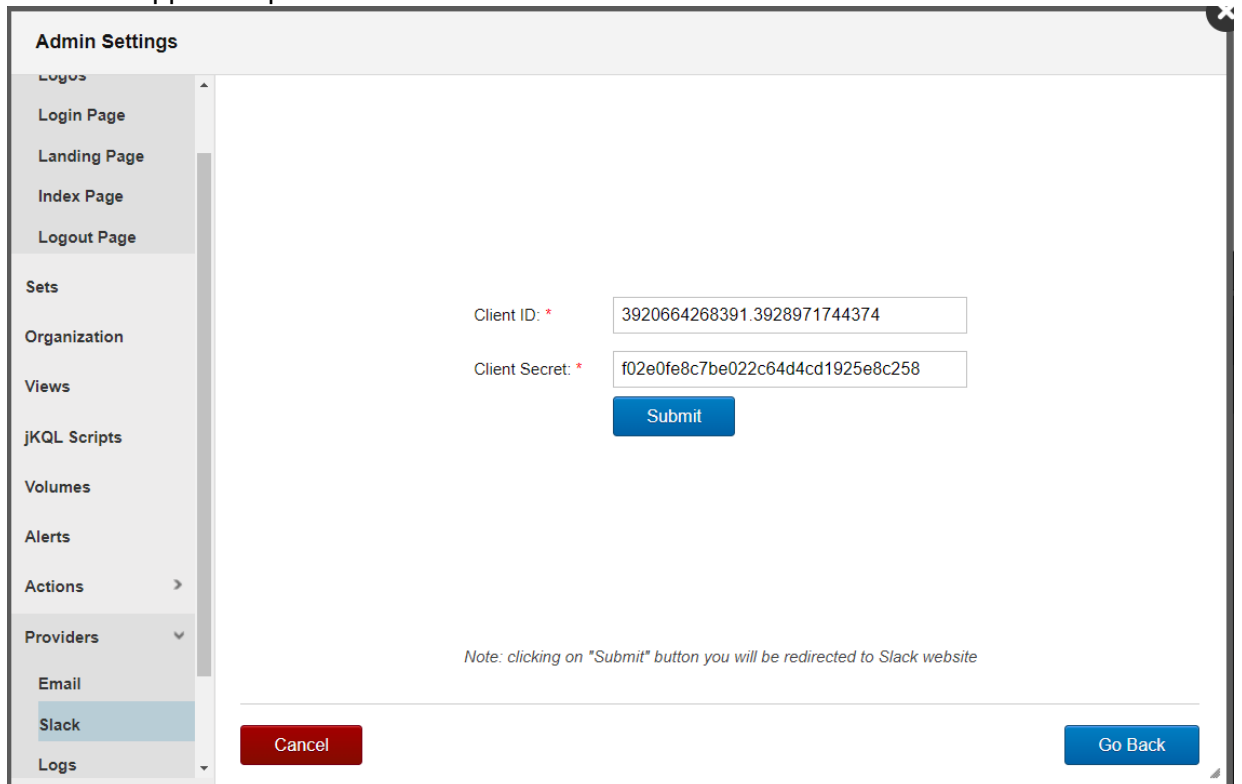 Admin Settings
Logos
Login Page
Landing Page
Index Page
Logout Page
Sets
Organization
Views
jKQL Scripts
Volumes
Alerts
Actions
Providers
Email
Slack
Logs
Client ID: * 3920664268391.3928971744374
Client Secret: * f02e0fe8c7be022c64d4cd1925e8c258
Submit
Note: clicking on "Submit" button you will be redirected to Slack website
Cancel
Go Back